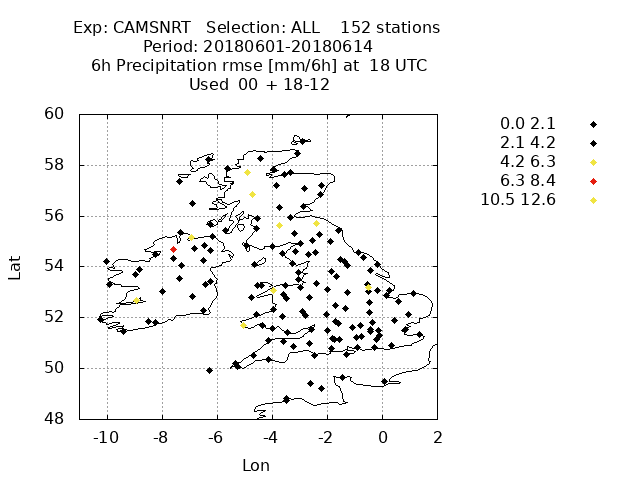 Exp: CAMSNRT Selection: ALL 152 stations
Period: 20180601-20180614
6h Precipitation rmse [mm/6h] at 18 UTC
Used 00 + 18-12
0.0 2.1
2.1 4.2
4.2 6.3
6.3 8.4
10.5 12.6
60
58
56
54
52
50
48
Lat
-10 -8 -6 -4 -2 0 2
Lon